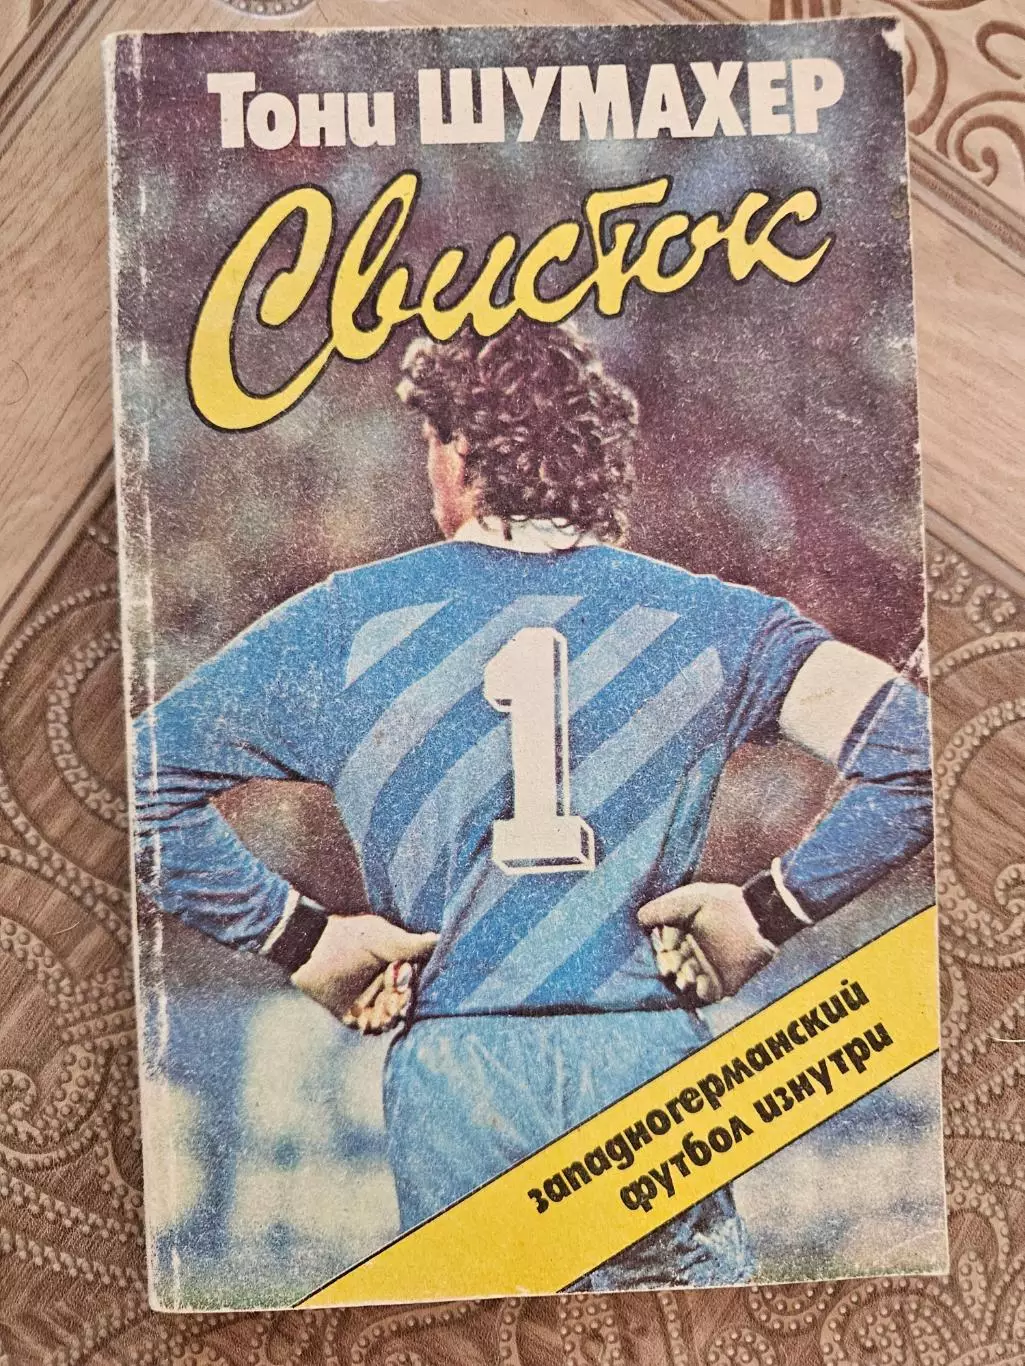 Тони ШУМАХЕР
Свисток
1
западногерманский
футбол изнутри